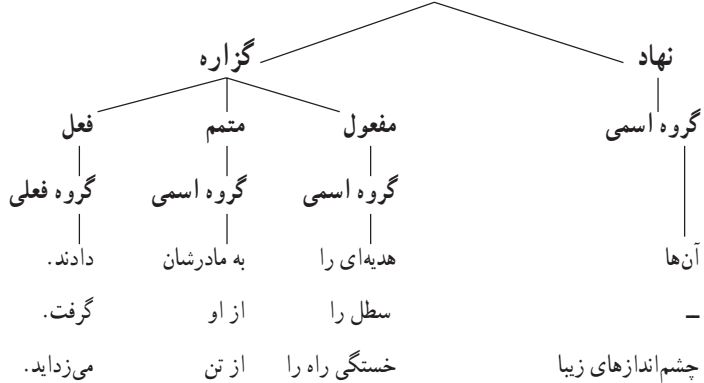 نهاد گزاره
گروه اسمی مفعول متمم فعل
گروه اسمی گروه اسمی گروه فعلی
آن‌ها هدیه‌ای را به مادرشان دادند.
– سطل را از او گرفت.
چشم‌اندازهای زیبا خستگی راه را از تن می‌زداید.